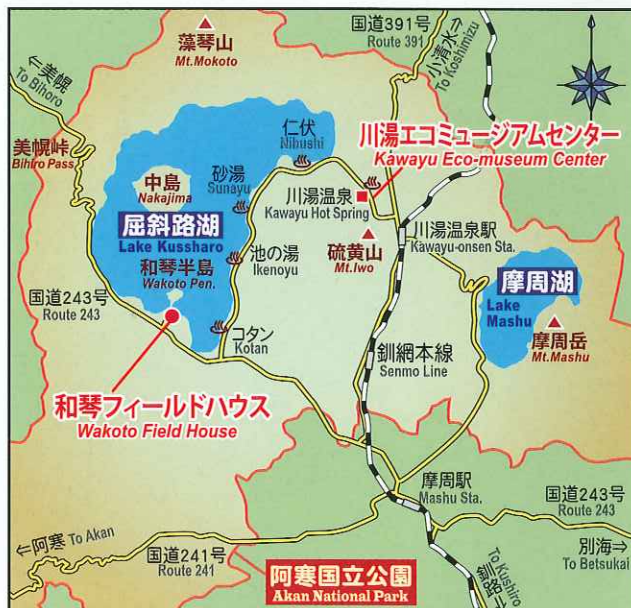 国道391号
Route 391
小清水
To Koshimizu
藻琴山
Mt.Mokoto
⇐美幌
To Bihoro
美幌峠
Bihiro Pass
仁伏
Nibushi
川湯エコミュージアムセンター
Kawayu Eco-museum Center
砂湯
Sunayu
中島
Nakajima
川湯温泉
Kawayu Hot Spring
屈斜路湖
Lake Kussharo
川湯温泉駅
Kawayu-onsen Sta.
池の湯
Ikenoyu
硫黄山
Mt.Iwo
和琴半島
Wakoto Pen.
摩周湖
Lake
Mashu
国道243号
Route 243
摩周岳
Mt.Mashu
コタン
Kotan
釧網本線
Senmo Line
和琴フィールドハウス
Wakoto Field House
摩周駅
Mashu Sta.
国道243号
Route 243
⇐阿寒 To Akan
別海⇒
To Betsukai
国道241号
Route 241
阿寒国立公園
Akan National Park
To Kushiro
釧路⇒